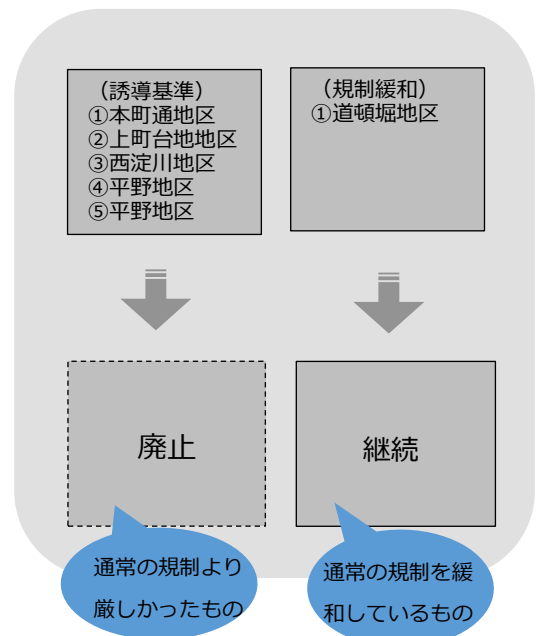 （誘導基準）
①本町通地区
②上町台地地区
③西淀川地区
④平野地区
⑤平野地区
（規制緩和）
①道頓堀地区
廃止
継続
通常の規制より
厳しかったもの
通常の規制を緩
和しているもの